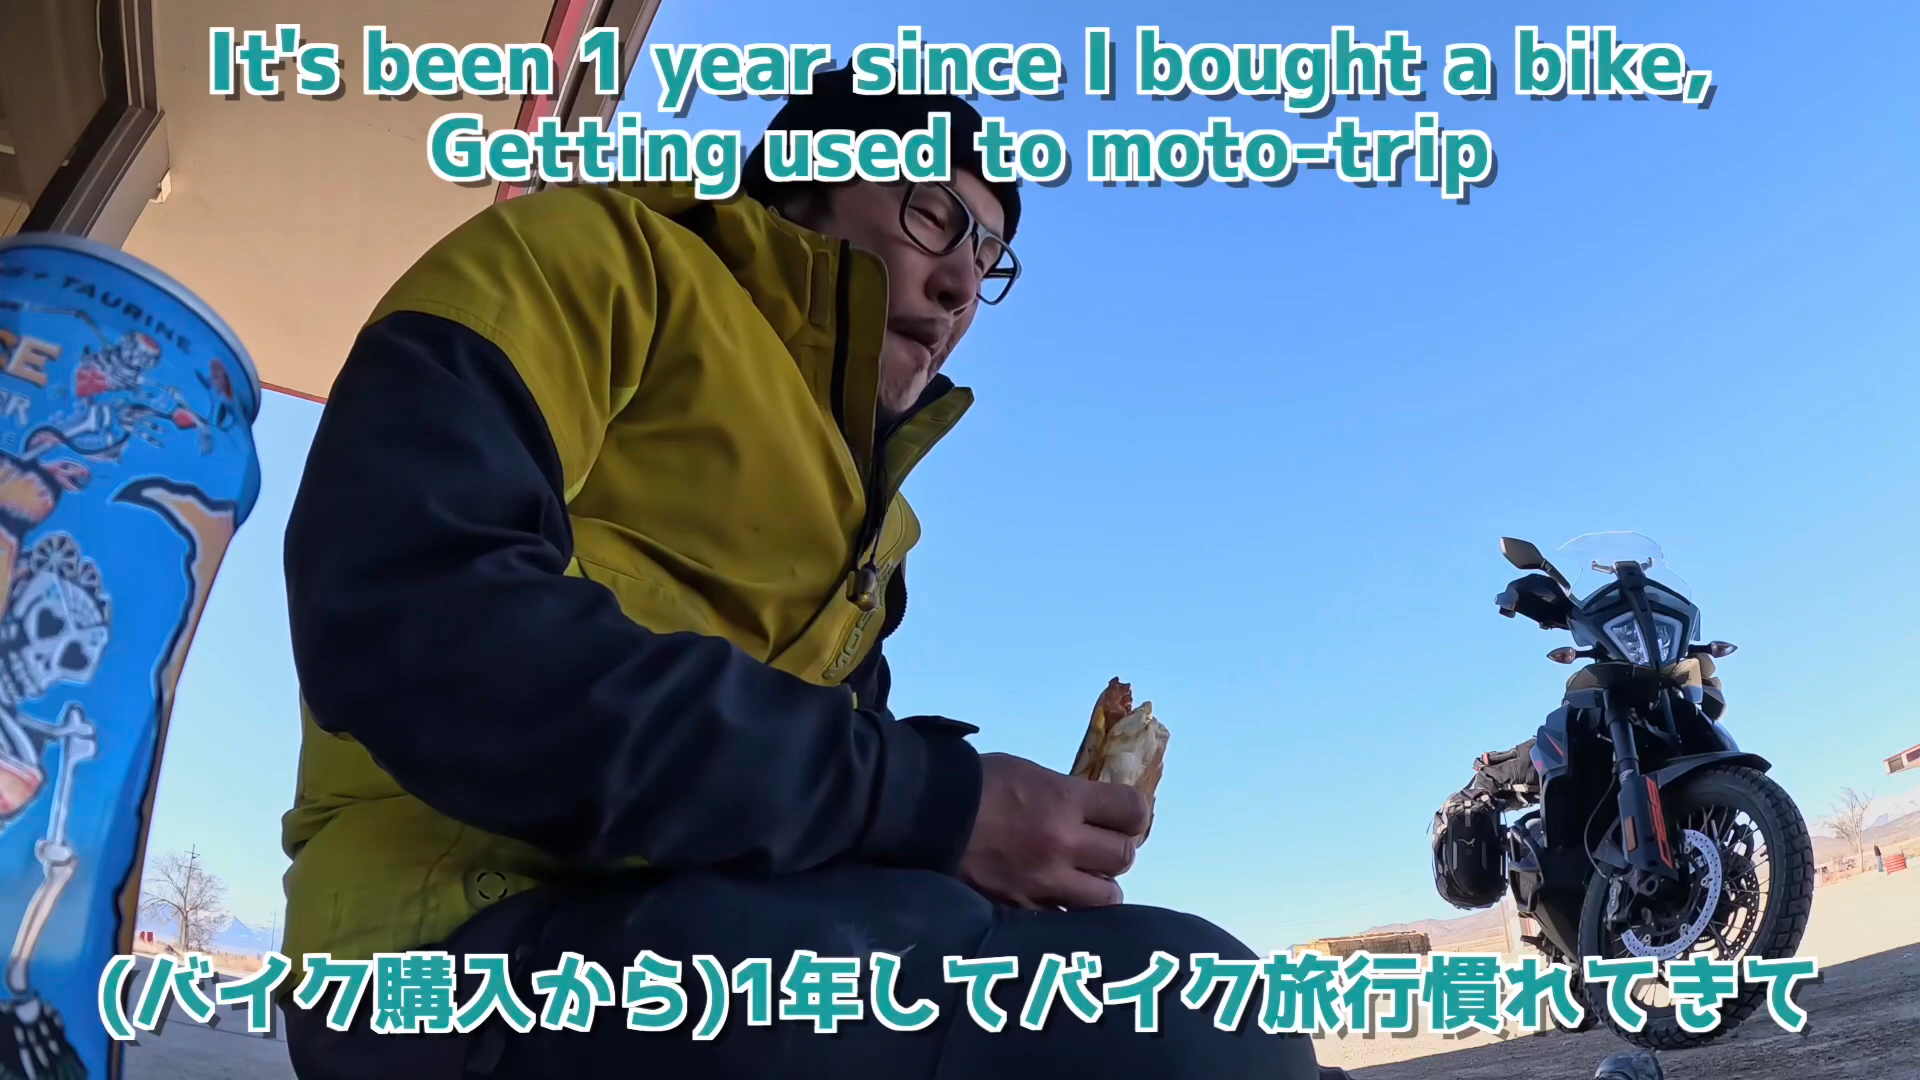 It's been 1 year since I bought a bike,
Getting used to moto-trip
+ TAURINE
(バイク購入から)1年してバイク旅行慣れてきて